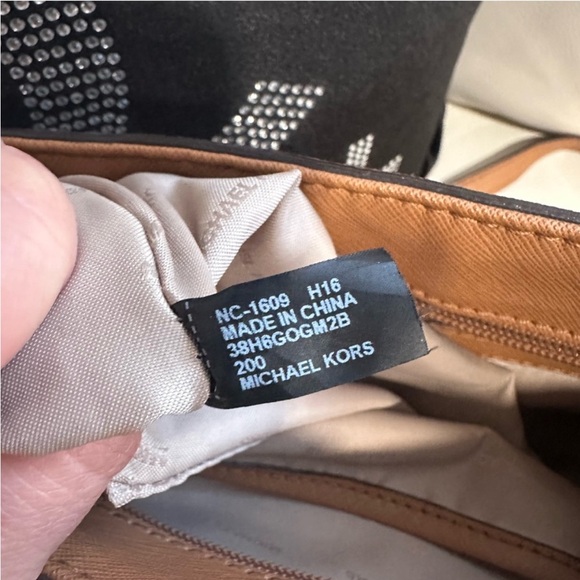 NC-1609 H16
MADE IN CHINA
38H6GOGM2B
200
MICHAEL KORS